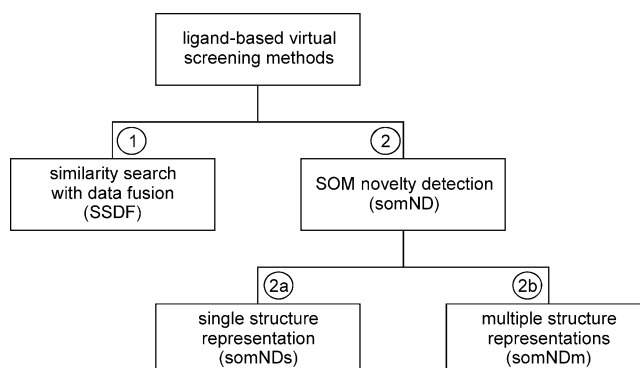 ligand-based virtual
screening methods
1
2
similarity search
with data fusion
(SSDF)
SOM novelty detection
(somND)
2a
2b
single structure
representation
(somNDs)
multiple structure
representations
(somNDm)